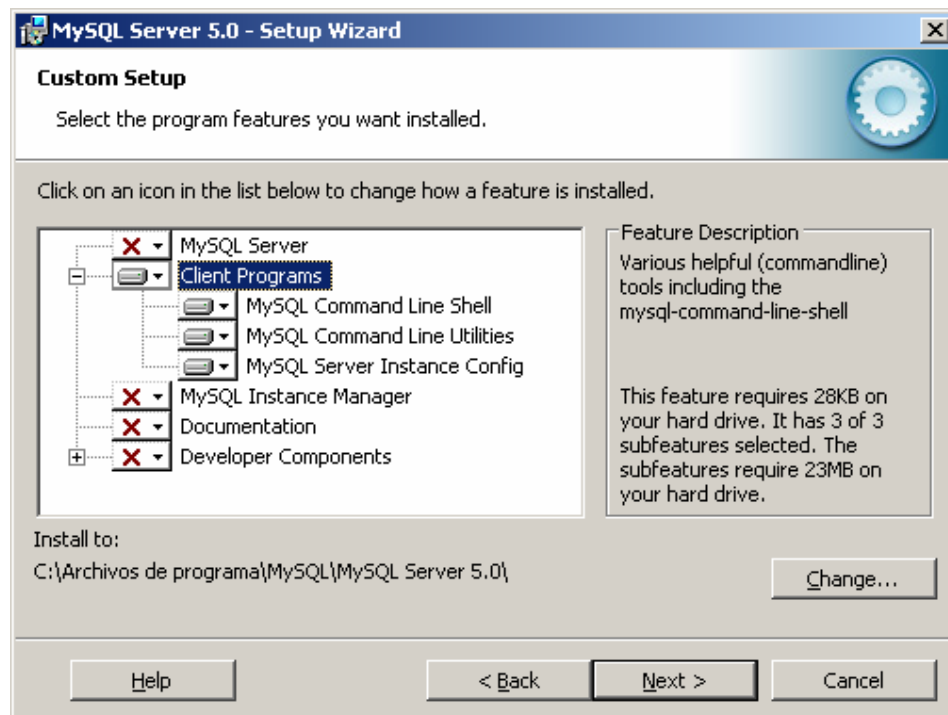 MySQL Server 5.0 - Setup Wizard
Custom Setup
Select the program features you want installed.
Click on an icon in the list below to change how a feature is installed.
MySQL Server
Client Programs
MySQL Command Line Shell
MySQL Command Line Utilities
MySQL Server Instance Config
MySQL Instance Manager
Documentation
Developer Components
Feature Description
Various helpful (commandline)
tools including the
mysql-command-line-shell
This feature requires 28KB on
your hard drive. It has 3 of 3
subfeatures selected. The
subfeatures require 23MB on
your hard drive.
Install to:
C:\Archivos de programa\MySQL\MySQL Server 5.0\
Change...
Help
< Back
Next >
Cancel